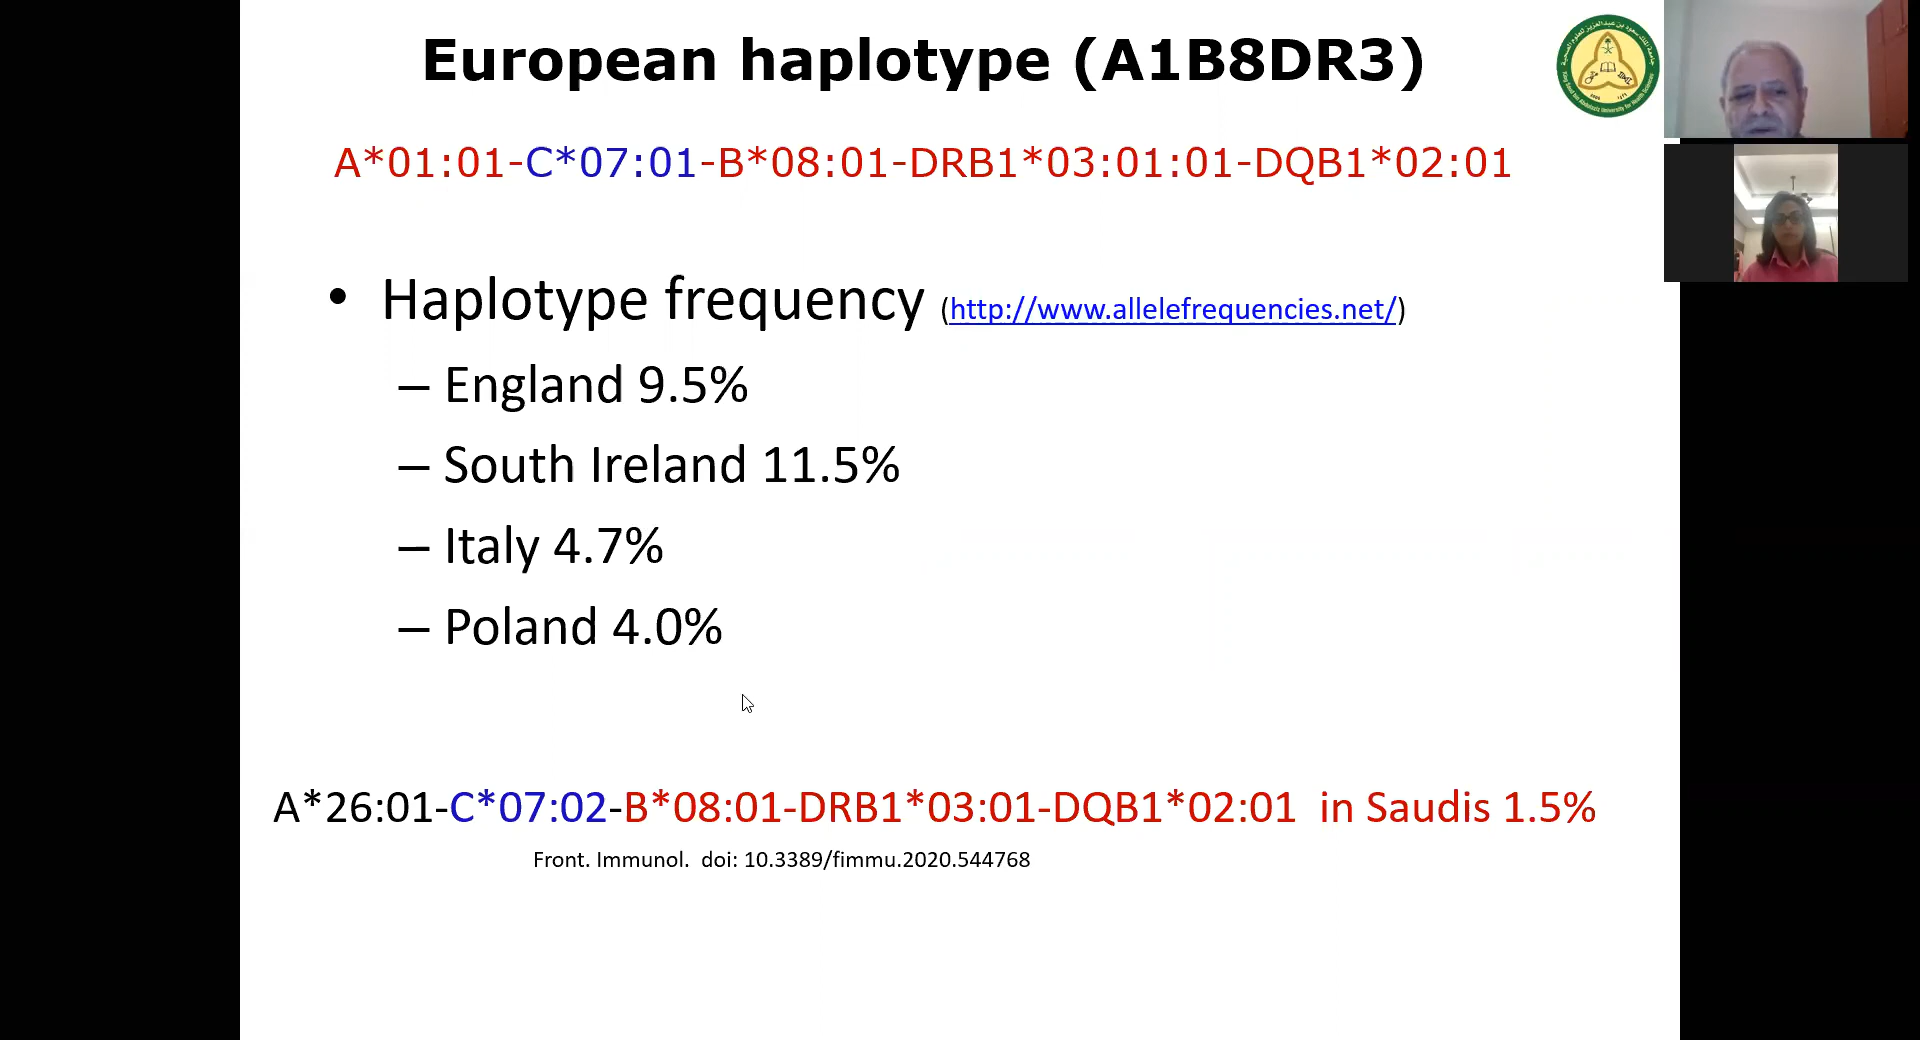 European haplotype (A1B8DR3)
A*01:01-C*07:01-B*08:01-DRB1*03:01:01-DQB1*02:01
• Haplotype frequency (http://www.allelefrequencies.net/)
– England 9.5%
– South Ireland 11.5%
– Italy 4.7%
– Poland 4.0%
A*26:01-C*07:02-B*08:01-DRB1*03:01-DQB1*02:01 in Saudis 1.5%
Front. Immunol. doi: 10.3389/fimmu.2020.544768